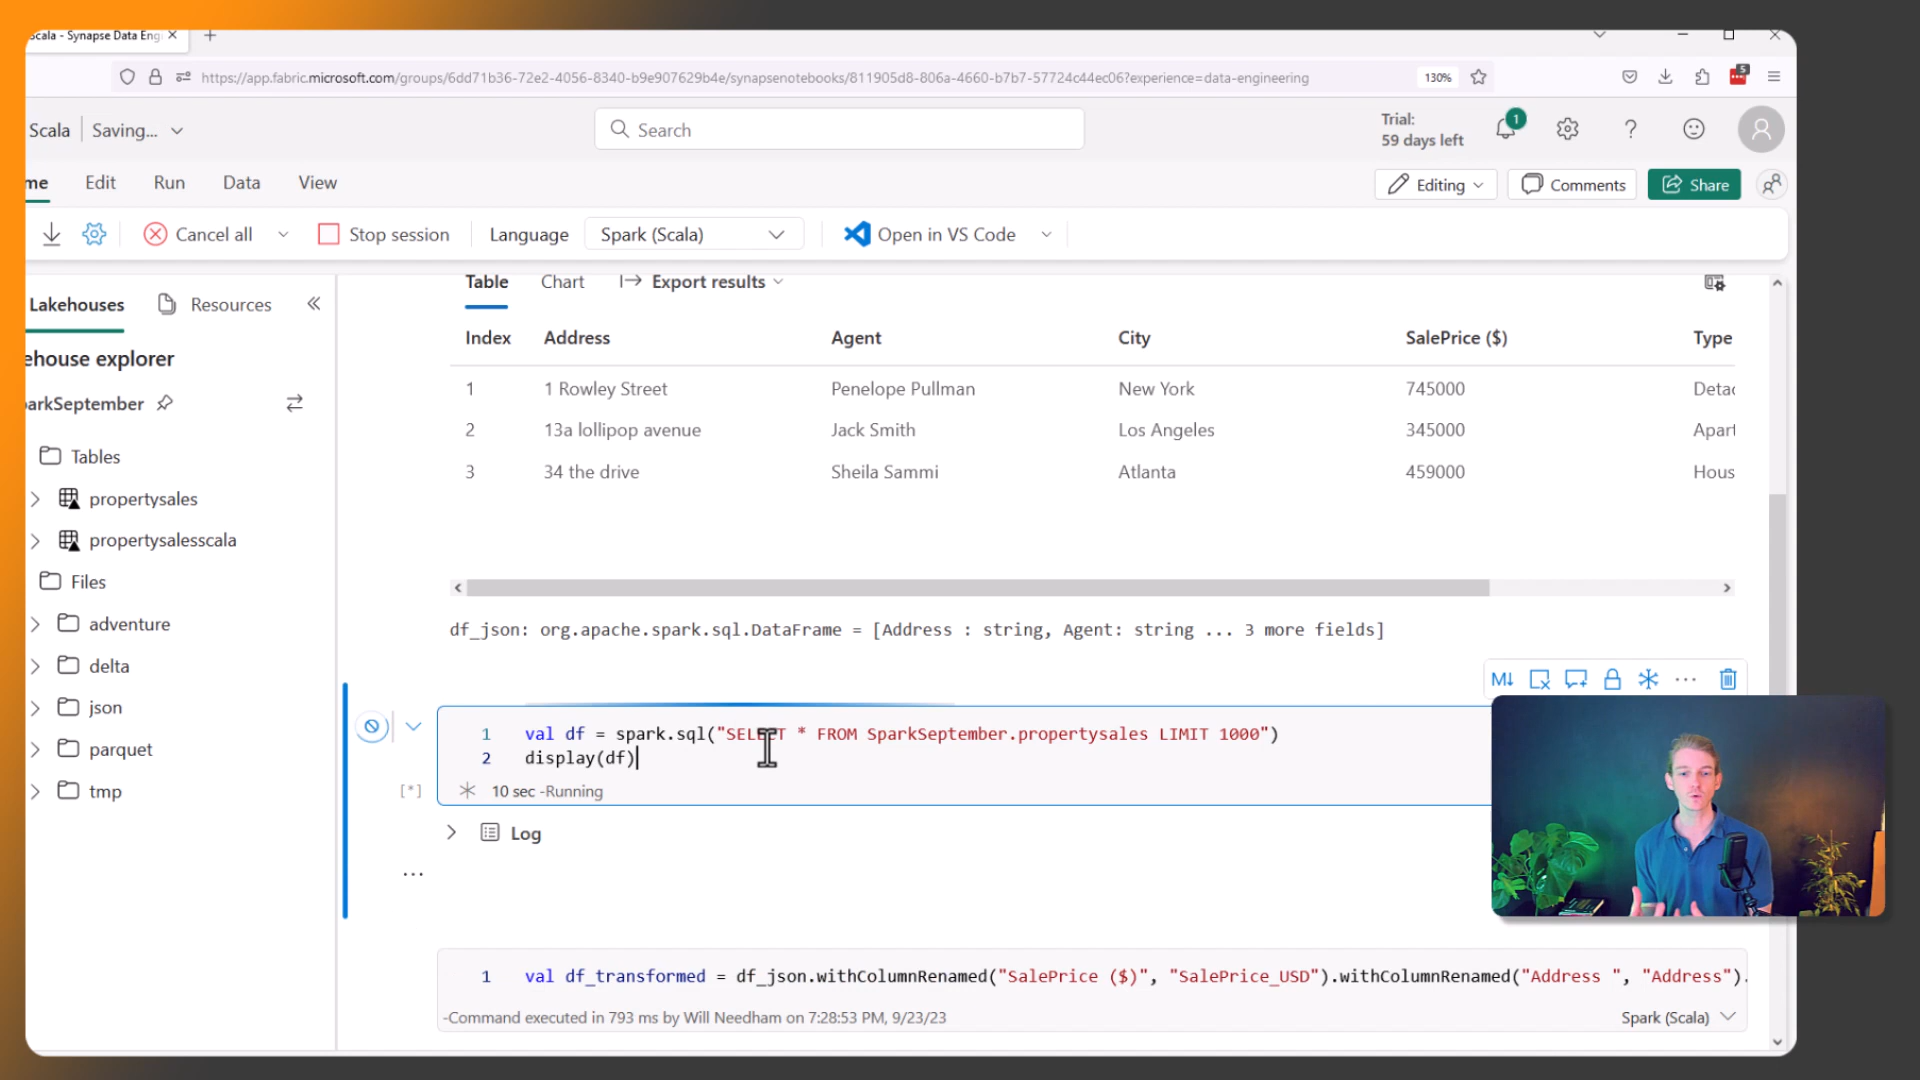 Scala - Synapse Data Eng
https://app.fabric.microsoft.com/groups/6dd71b36-72e2-4056-8340-b9e907629b4e/synapsenotebooks/811905d8-806a-4660-b7b7-57724c44ec06?experience=data-engineering
130%
5
Scala
Saving...
Search
Trial:
59 days left
1
me Edit Run Data View
Editing
Comments
Share
Cancel all
Stop session
Language
Spark (Scala)
Open in VS Code
Lakehouses
Resources
ehouse explorer
arkSeptember
Tables
propertysales
propertysalesscala
Files
adventure
delta
json
parquet
tmp
Table Chart Export results
Index Address Agent City SalePrice ($) Type
1 1 Rowley Street Penelope Pullman New York 745000 Detac
2 13a lollipop avenue Jack Smith Los Angeles 345000 Apart
3 34 the drive Sheila Sammi Atlanta 459000 Hous
df_json: org.apache.spark.sql.DataFrame = [Address : string, Agent: string ... 3 more fields]
M↓
1 val df = spark.sql("SELECT * FROM SparkSeptember.propertysales LIMIT 1000")
2 display(df)
[*]
10 sec -Running
Log
...
1 val df_transformed = df_json.withColumnRenamed("SalePrice ($)", "SalePrice_USD").withColumnRenamed("Address ", "Address").
-Command executed in 793 ms by Will Needham on 7:28:53 PM, 9/23/23
Spark (Scala)